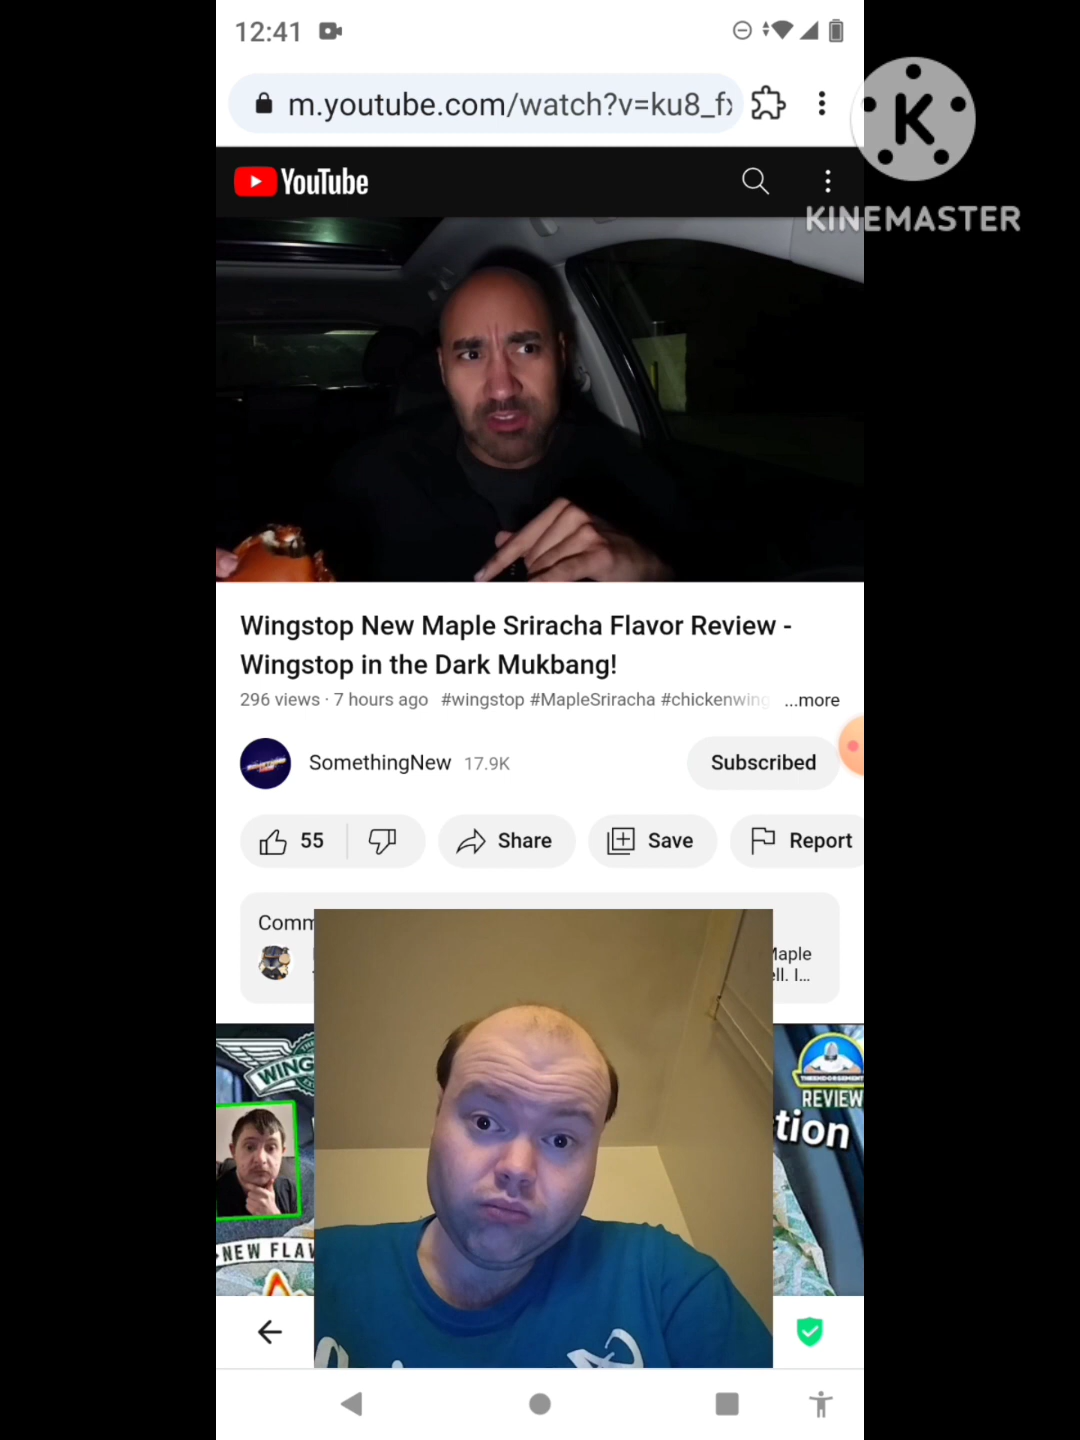 12:41
m.youtube.com/watch?v=ku8_f
K
KINEMASTER
YouTube
Wingstop New Maple Sriracha Flavor Review -
Wingstop in the Dark Mukbang!
296 views · 7 hours ago #wingstop #MapleSriracha #chickenwing ...more
SomethingNew 17.9K
Subscribed
55
Share
Save
Report
Comm
Maple
ell. I...
WING
REVIEW
tion
NEW FLAV